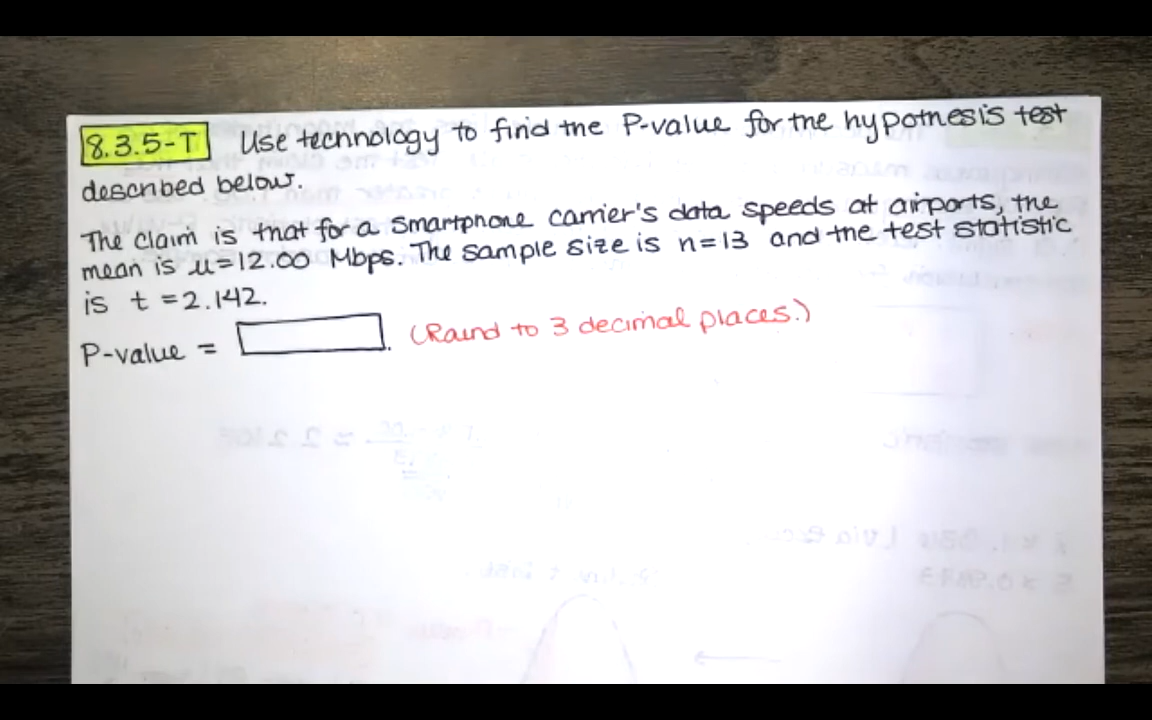 8.3.5-T Use technology to find the P-value for the hypothesis test
described below.
The claim is that for a smartphone carrier's data speeds at airports, the
mean is μ=12.00 Mbps. The sample size is n=13 and the test statistic
is t=2.142.
P-value = . (Round to 3 decimal places.)